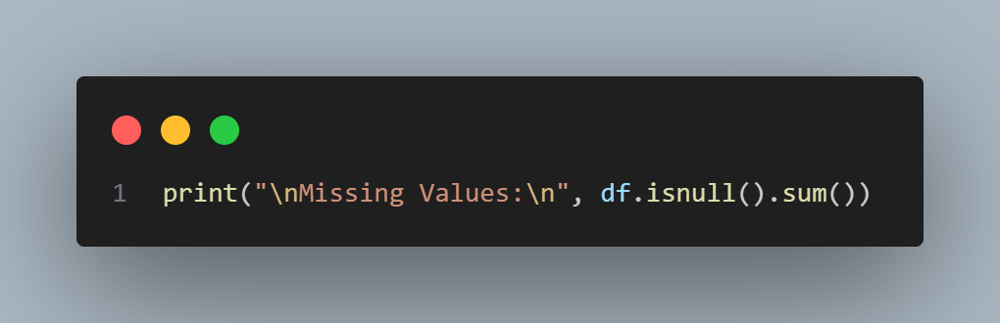 1 print("\nMissing Values:\n", df.isnull().sum())